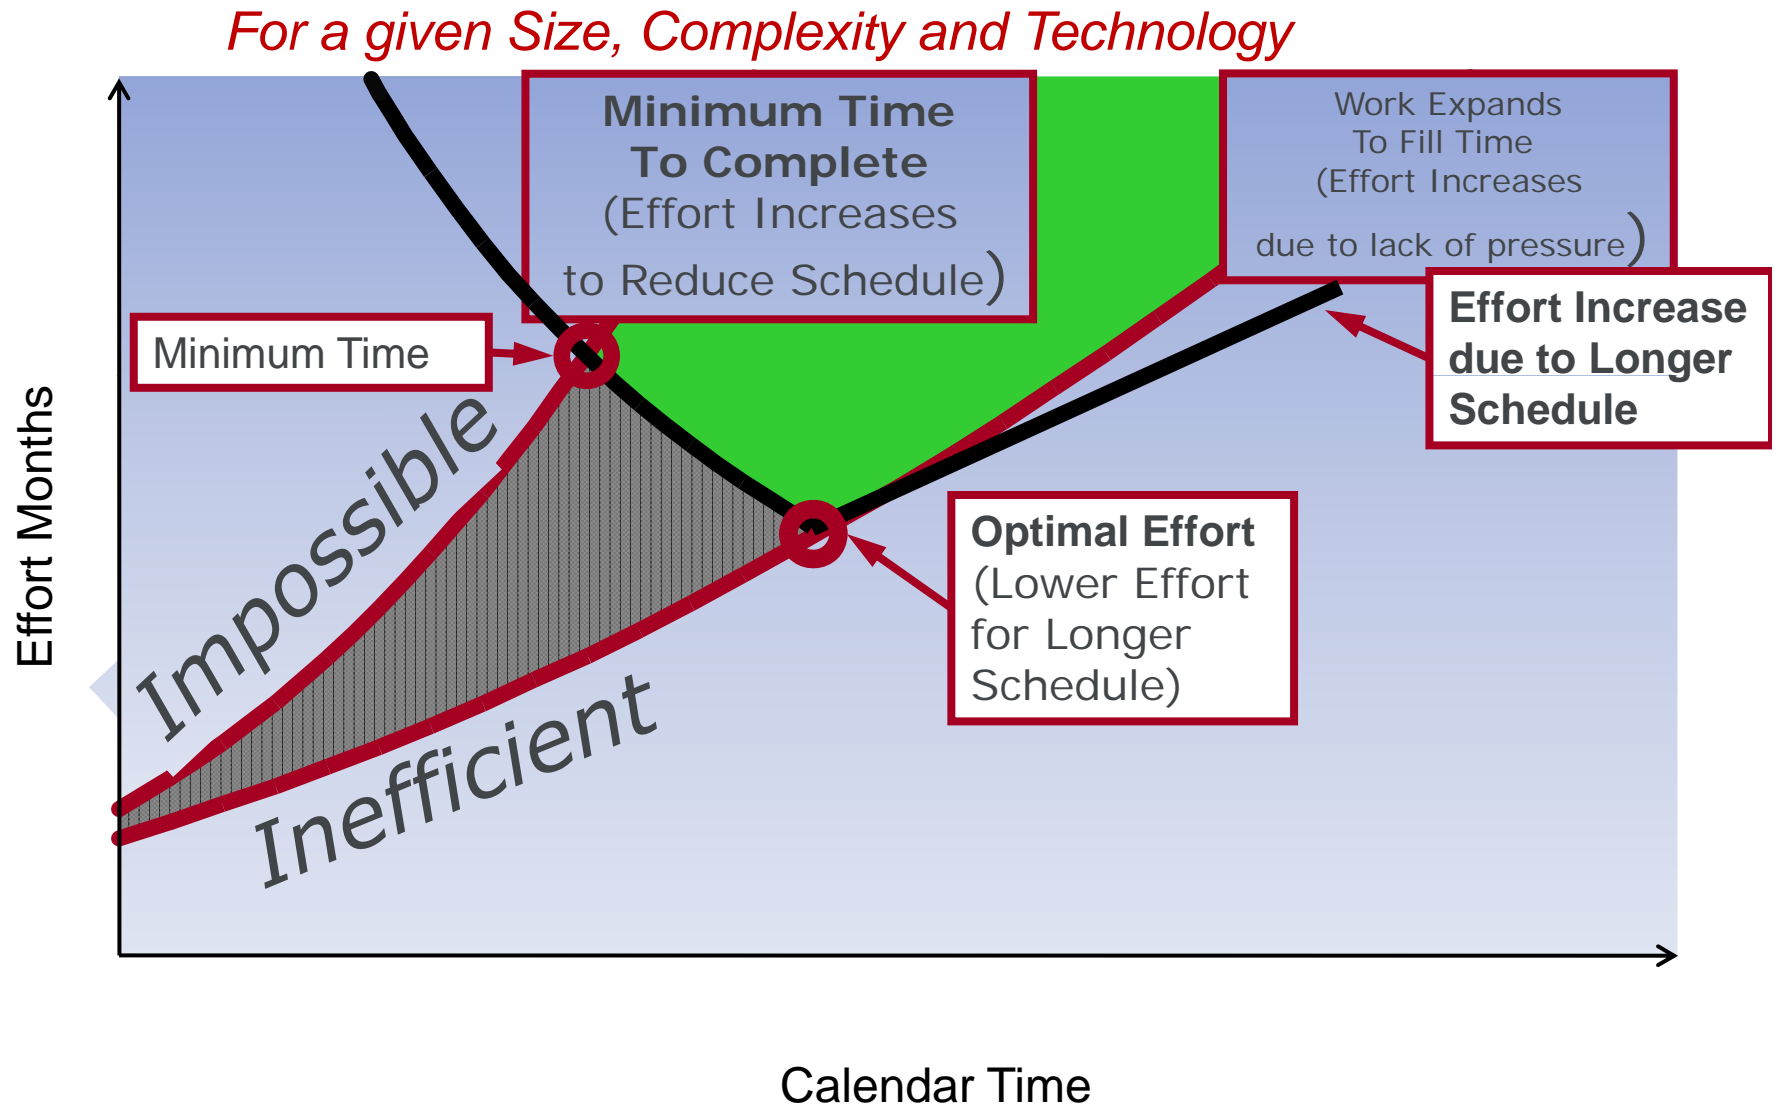 For a given Size, Complexity and Technology
Minimum Time
To Complete
(Effort Increases
to Reduce Schedule)
Work Expands
To Fill Time
(Effort Increases
due to lack of pressure)
Minimum Time
Effort Increase
due to Longer
Schedule
Impossible
Inefficient
Optimal Effort
(Lower Effort
for Longer
Schedule)
Effort Months
Calendar Time